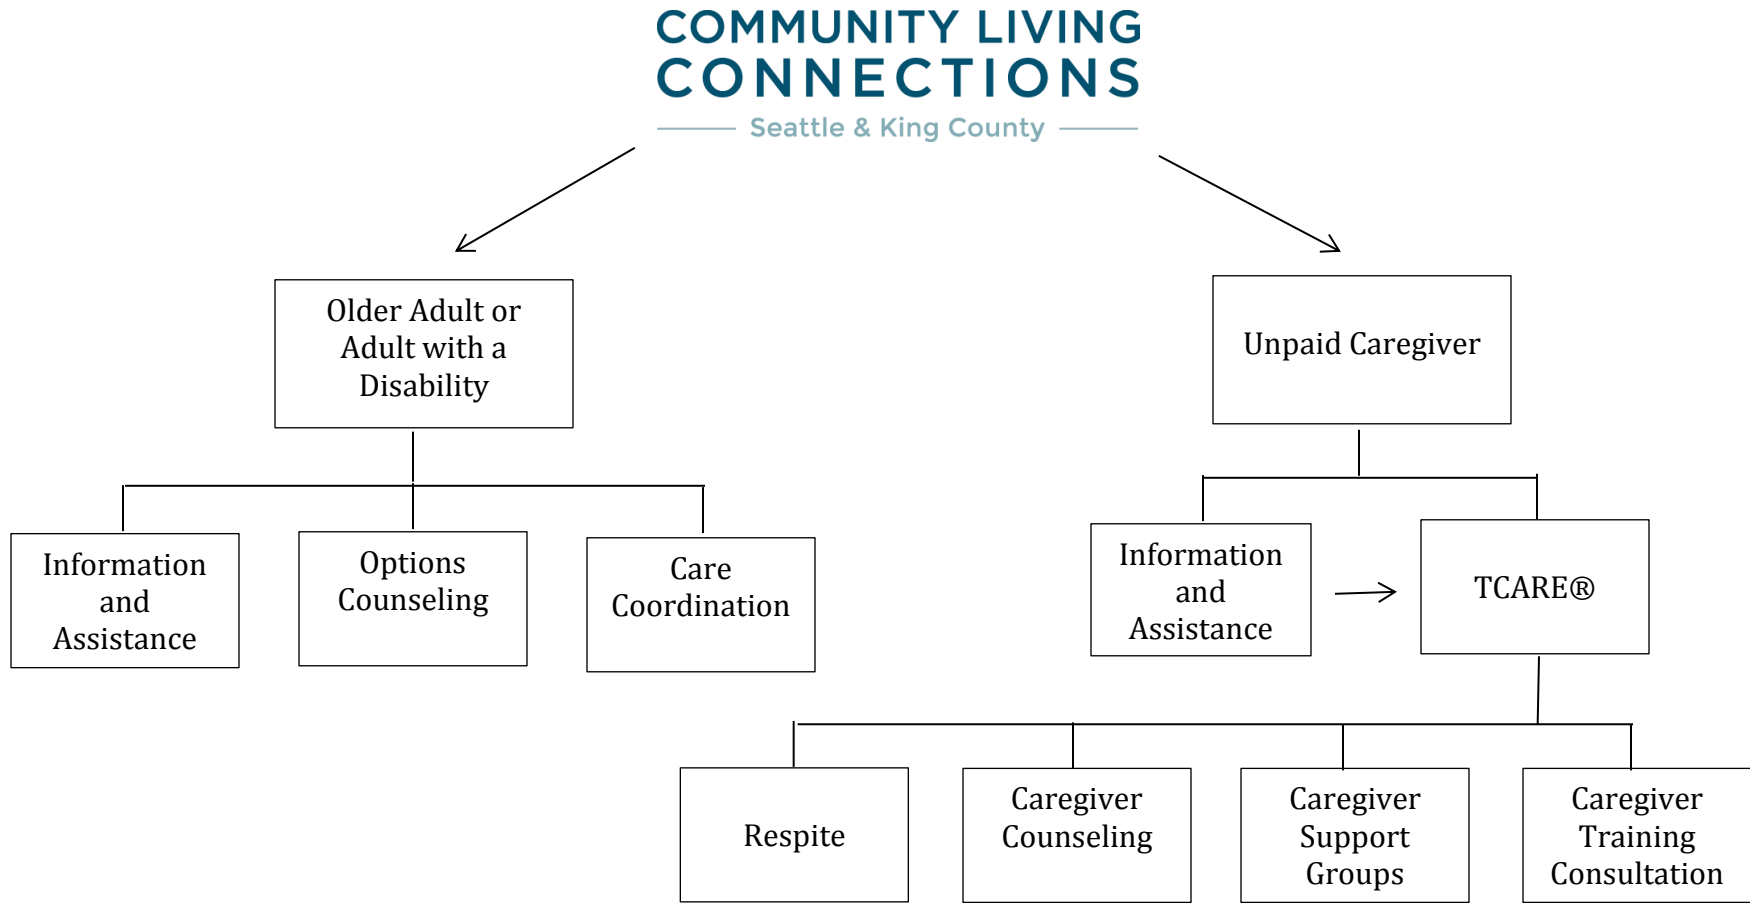 COMMUNITY LIVING
CONNECTIONS
Seattle & King County
Older Adult or
Adult with a
Disability
Unpaid Caregiver
Information
and
Assistance
Options
Counseling
Care
Coordination
Information
and
Assistance
TCARE®
Respite
Caregiver
Counseling
Caregiver
Support
Groups
Caregiver
Training
Consultation